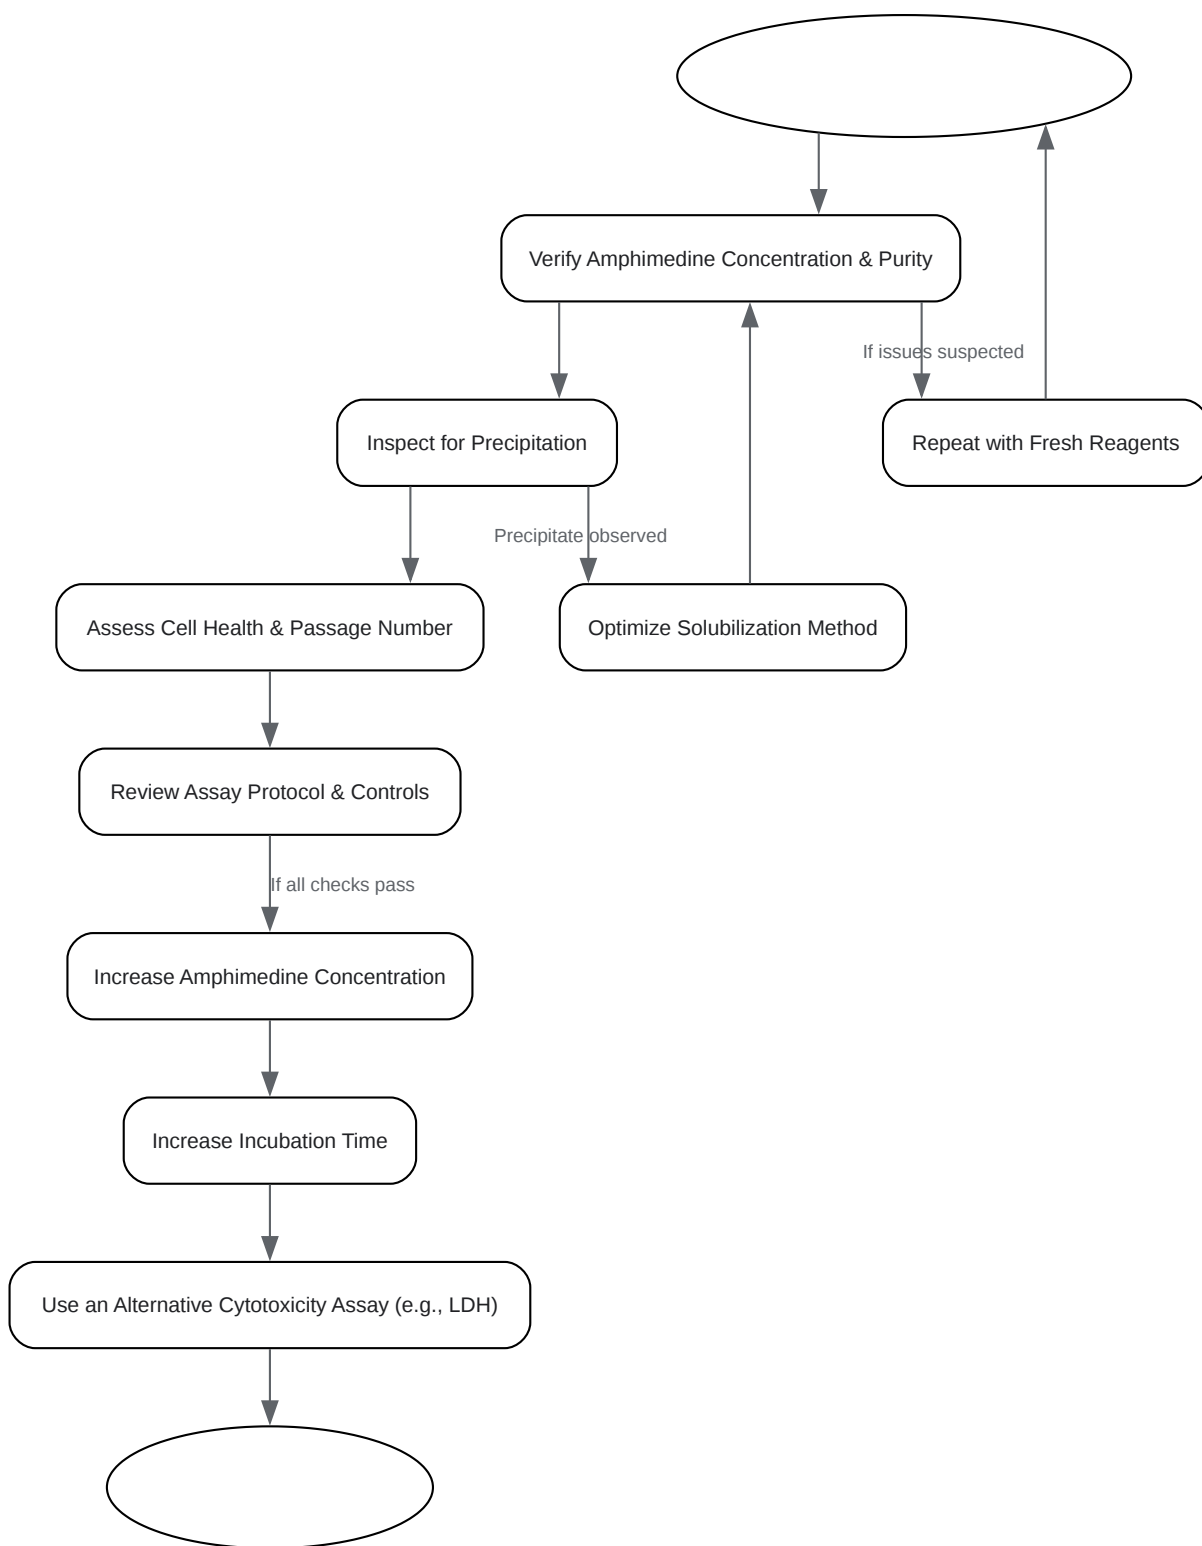 Verify Amphimedine Concentration & Purity
If issues suspected
Inspect for Precipitation
Repeat with Fresh Reagents
Precipitate observed
Assess Cell Health & Passage Number
Optimize Solubilization Method
Review Assay Protocol & Controls
If all checks pass
Increase Amphimedine Concentration
Increase Incubation Time
Use an Alternative Cytotoxicity Assay (e.g., LDH)